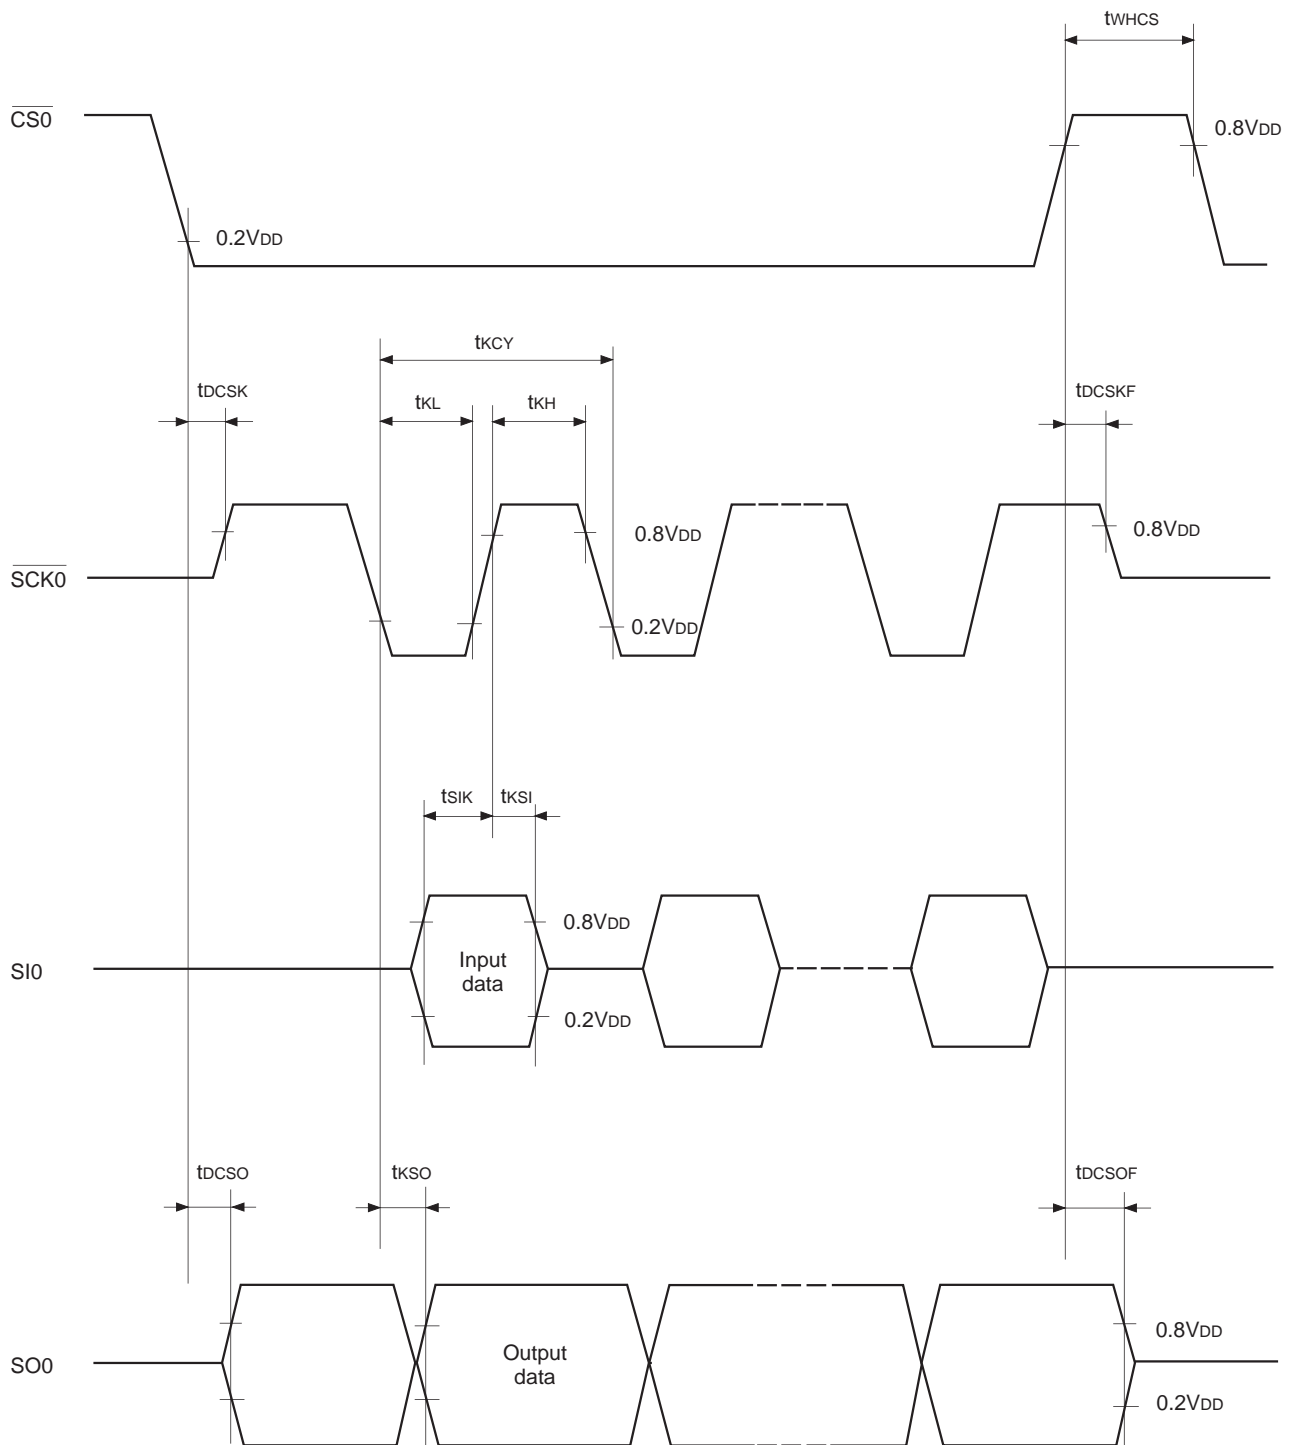 tWHCS
CS0
0.8VDD
0.2VDD
tKCY
tDCSK
tKL
tKH
tDCSKF
0.8VDD
0.8VDD
SCK0
0.2VDD
tSIK
tKSI
0.8VDD
Input
data
SI0
0.2VDD
tDCSO
tKSO
tDCSOF
0.8VDD
Output
data
SO0
0.2VDD